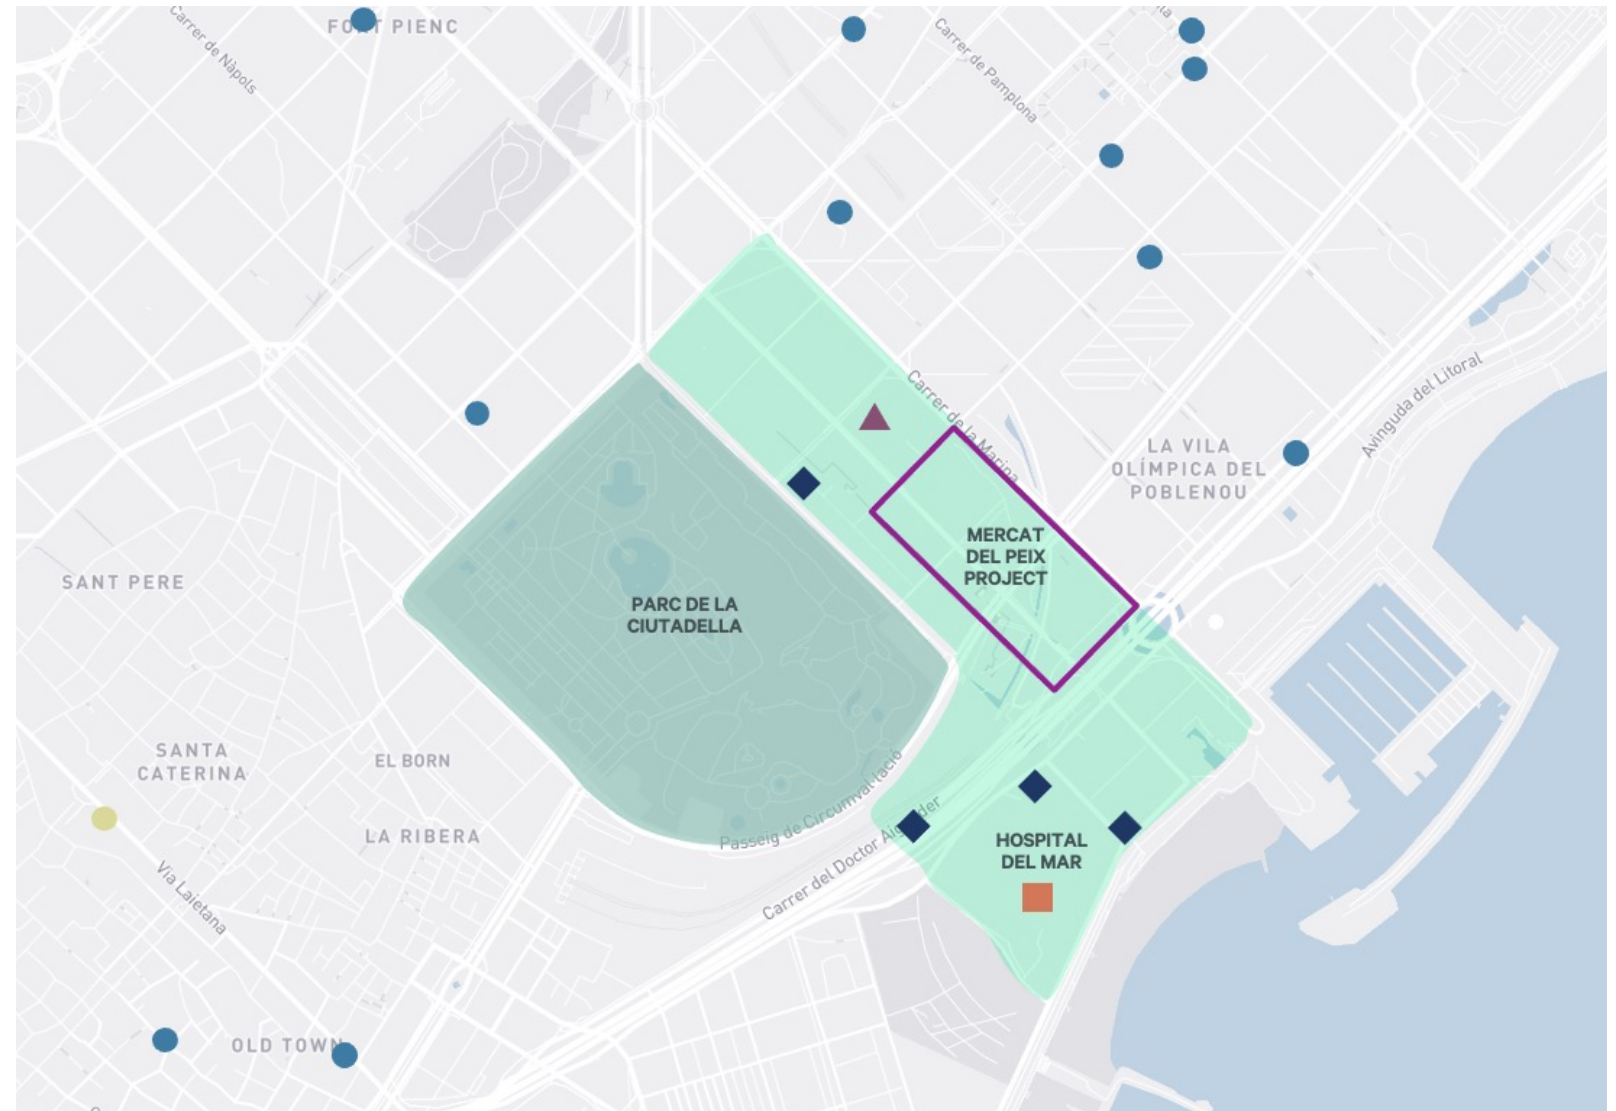 Carrer de Nàpols
FORT PIENC
Carrer de Pamplona
Carrer de la Marina
LA VILA
OLÍMPICA DEL
POBLENOU
Avinguda del Litoral
MERCAT
DEL PEIX
PROJECT
SANT PERE
PARC DE LA
CIUTADELLA
SANTA
CATERINA
EL BORN
LA RIBERA
Passeig de Circumval·lació
Carrer del Doctor Aiguader
HOSPITAL
DEL MAR
Via Laietana
OLD TOWN